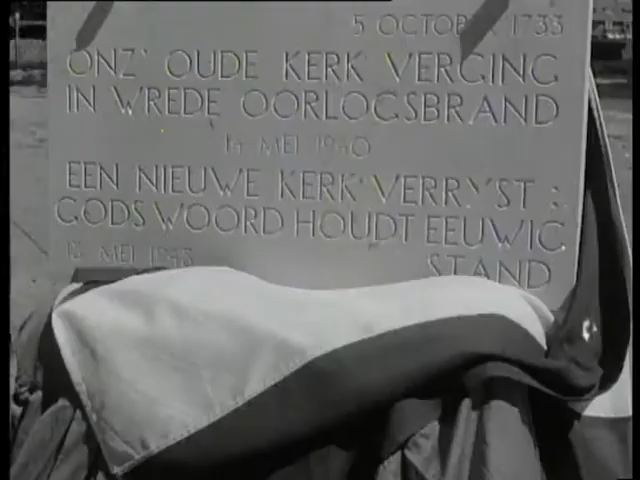 5 OCTOBER 1733
ONZ' OUDE KERK VERGING
IN WREDE OORLOGSBRAND
14 MEI 1940
EEN NIEUWE KERK VERRYST :
GODS WOORD HOUDT EEUWIG
MEI
STAND